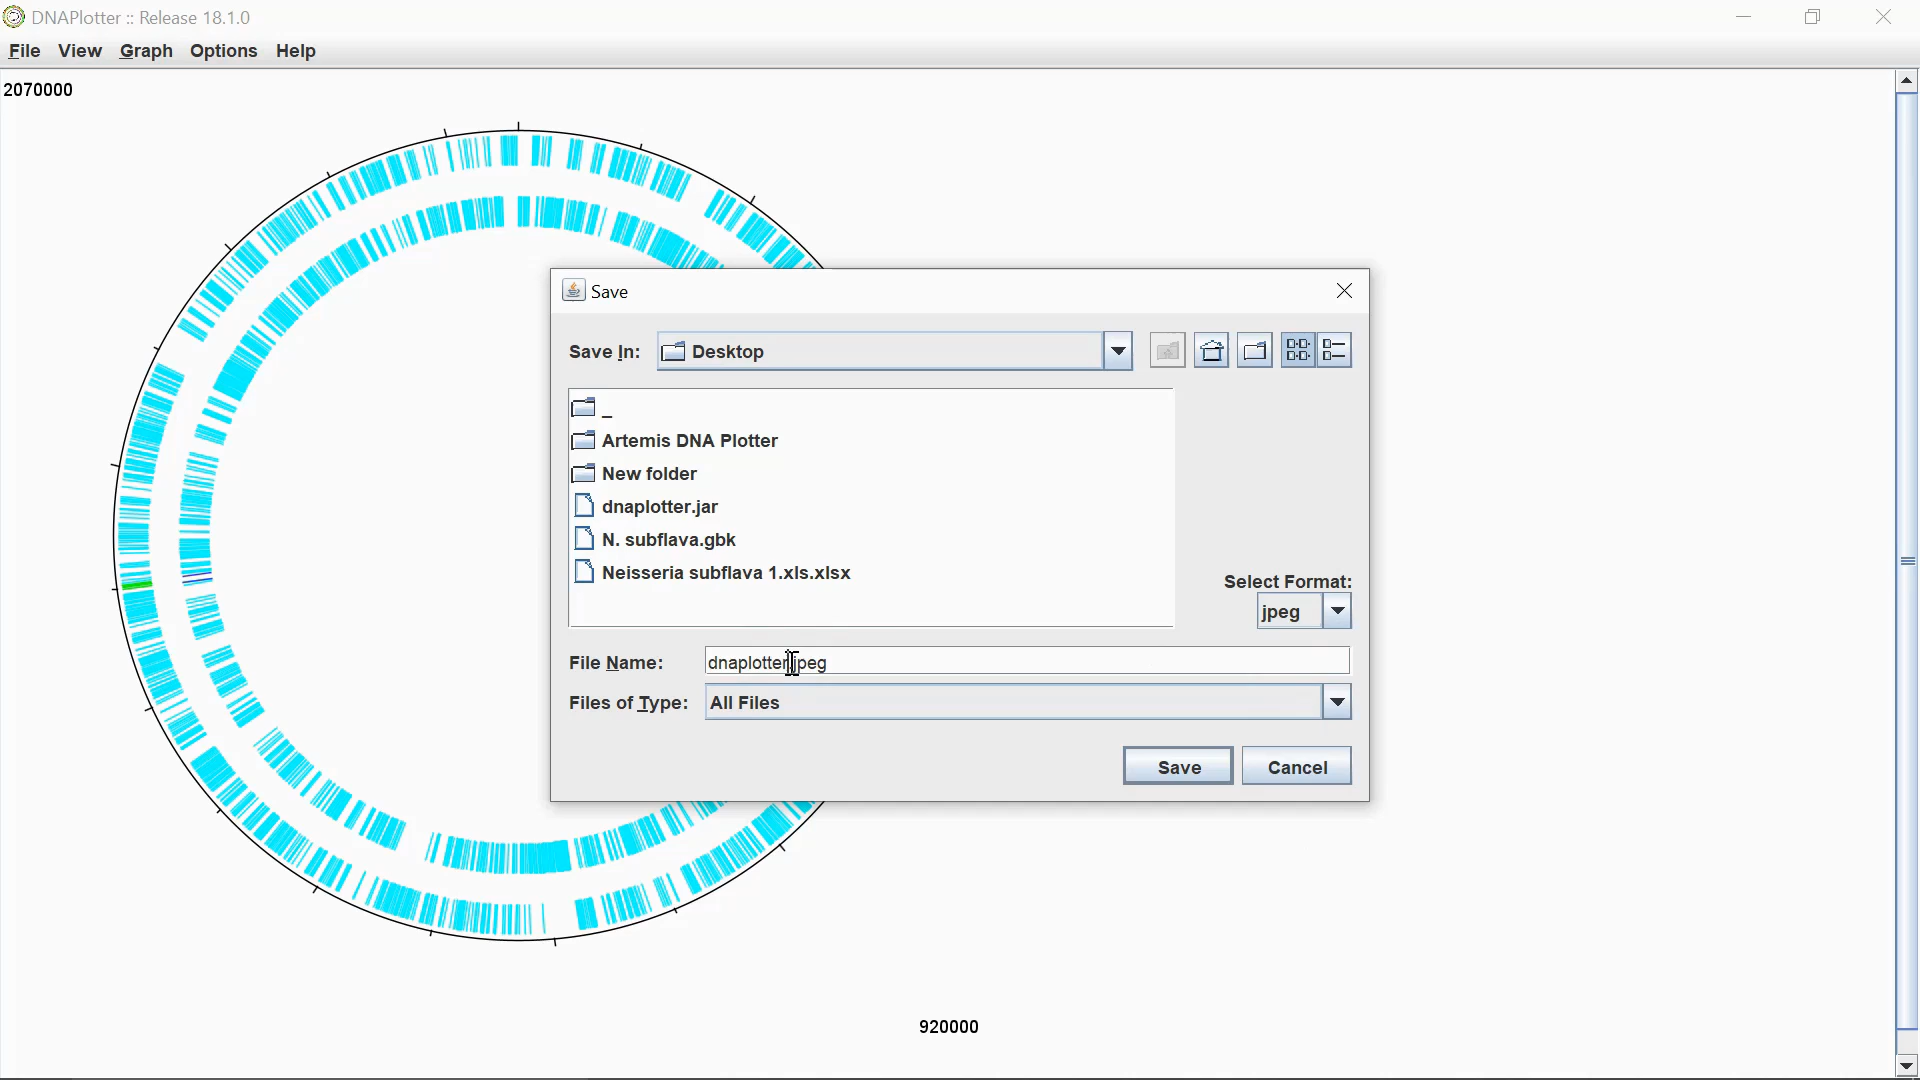 DNAPlotter :: Release 18.1.0
File View Graph Options Help
2070000
Save
Save In: Desktop
_
Artemis DNA Plotter
New folder
dnaplotter.jar
N. subflava.gbk
Neisseria subflava 1.xls.xlsx
Select Format:
jpeg
File Name: dnaplotter.jpeg
Files of Type: All Files
Save Cancel
920000